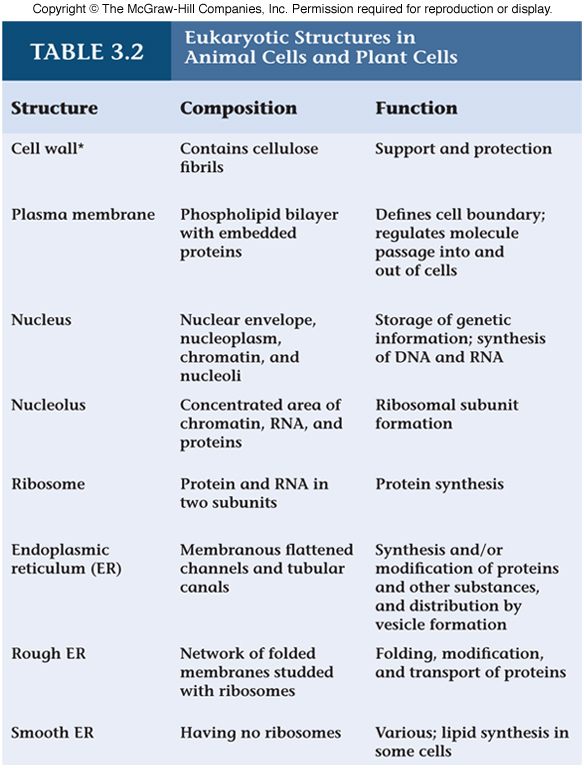 Copyright © The McGraw-Hill Companies, Inc. Permission required for reproduction or display.
TABLE 3.2
Eukaryotic Structures in
Animal Cells and Plant Cells
Structure Composition Function
Cell wall* Contains cellulose Support and protection
fibrils
Plasma membrane Phospholipid bilayer Defines cell boundary;
with embedded regulates molecule
proteins passage into and
out of cells
Nucleus Nuclear envelope, Storage of genetic
nucleoplasm, information; synthesis
chromatin, and of DNA and RNA
nucleoli
Nucleolus Concentrated area of Ribosomal subunit
chromatin, RNA, and formation
proteins
Ribosome Protein and RNA in Protein synthesis
two subunits
Endoplasmic Membranous flattened Synthesis and/or
reticulum (ER) channels and tubular modification of proteins
canals and other substances,
and distribution by
vesicle formation
Rough ER Network of folded Folding, modification,
membranes studded and transport of proteins
with ribosomes
Smooth ER Having no ribosomes Various; lipid synthesis in
some cells